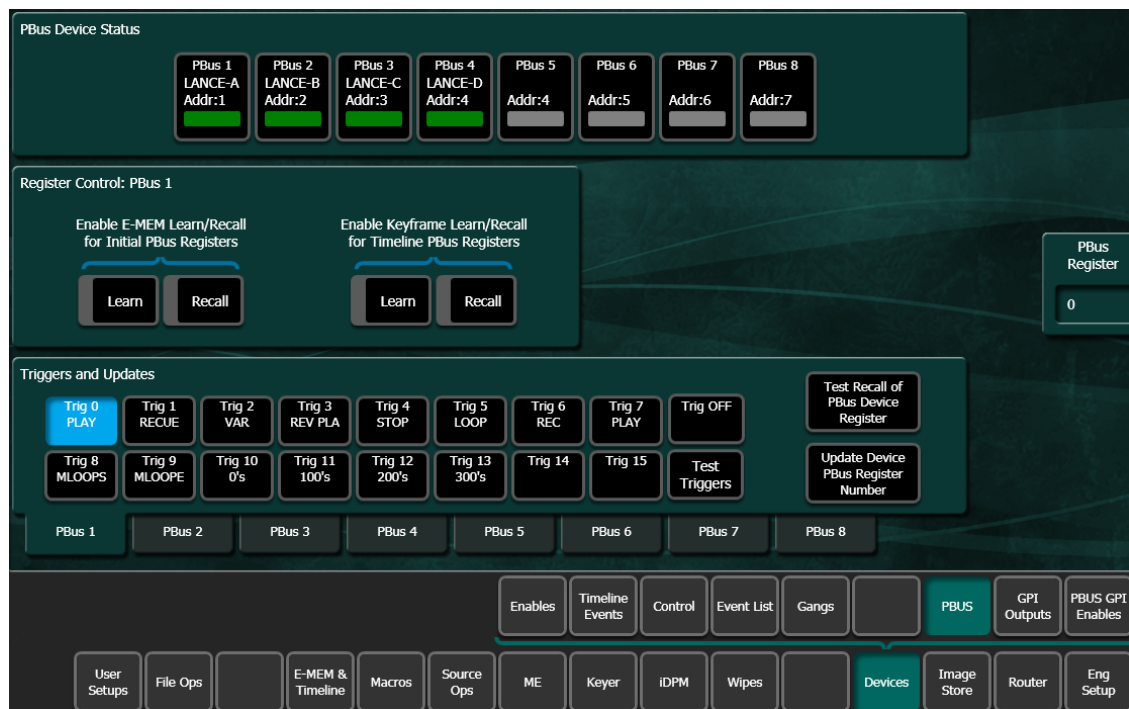 PBus Device Status
PBus 1
LANCE-A
Addr:1
PBus 2
LANCE-B
Addr:2
PBus 3
LANCE-C
Addr:3
PBus 4
LANCE-D
Addr:4
PBus 5
Addr:4
PBus 6
Addr:5
PBus 7
Addr:6
PBus 8
Addr:7
Register Control: PBus 1
Enable E-MEM Learn/Recall
for Initial PBus Registers
Learn
Recall
Enable Keyframe Learn/Recall
for Timeline PBus Registers
Learn
Recall
PBus
Register
0
Triggers and Updates
Trig 0
PLAY
Trig 1
RECUE
Trig 2
VAR
Trig 3
REV PLA
Trig 4
STOP
Trig 5
LOOP
Trig 6
REC
Trig 7
PLAY
Trig OFF
Test Recall of
PBus Device
Register
Trig 8
MLOOPS
Trig 9
MLOOPE
Trig 10
0's
Trig 11
100's
Trig 12
200's
Trig 13
300's
Trig 14
Trig 15
Test
Triggers
Update Device
PBus Register
Number
PBus 1
PBus 2
PBus 3
PBus 4
PBus 5
PBus 6
PBus 7
PBus 8
Enables
Timeline
Events
Control
Event List
Gangs
PBUS
GPI
Outputs
PBUS GPI
Enables
User
Setups
File Ops
E-MEM &
Timeline
Macros
Source
Ops
ME
Keyer
iDPM
Wipes
Devices
Image
Store
Router
Eng
Setup